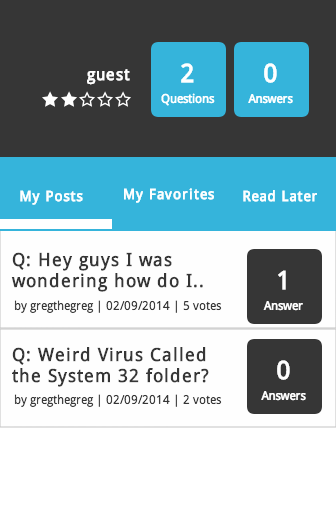 guest
2
Questions
0
Answers
My Posts
My Favorites
Read Later
Q: Hey guys I was
wondering how do I..
by gregthegreg | 02/09/2014 | 5 votes
1
Answer
Q: Weird Virus Called
the System 32 folder?
by gregthegreg | 02/09/2014 | 2 votes
0
Answers